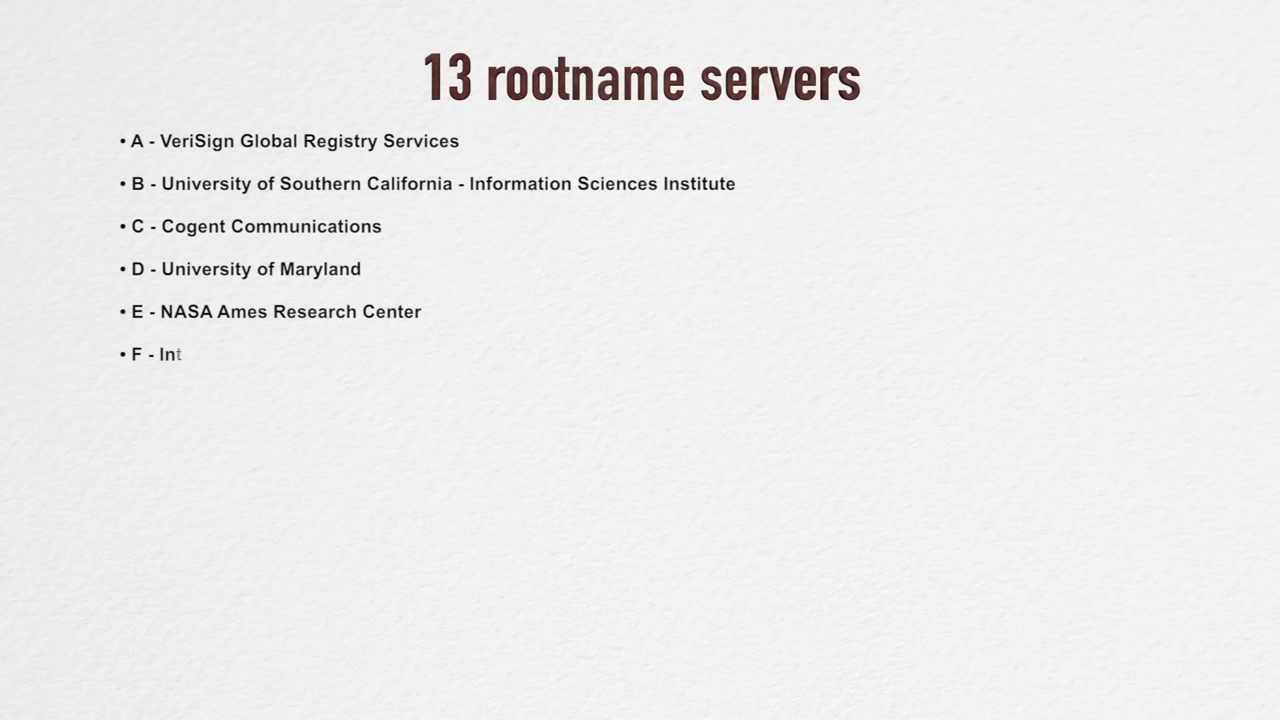 13 rootname servers
• A - VeriSign Global Registry Services
• B - University of Southern California - Information Sciences Institute
• C - Cogent Communications
• D - University of Maryland
• E - NASA Ames Research Center
• F - Int